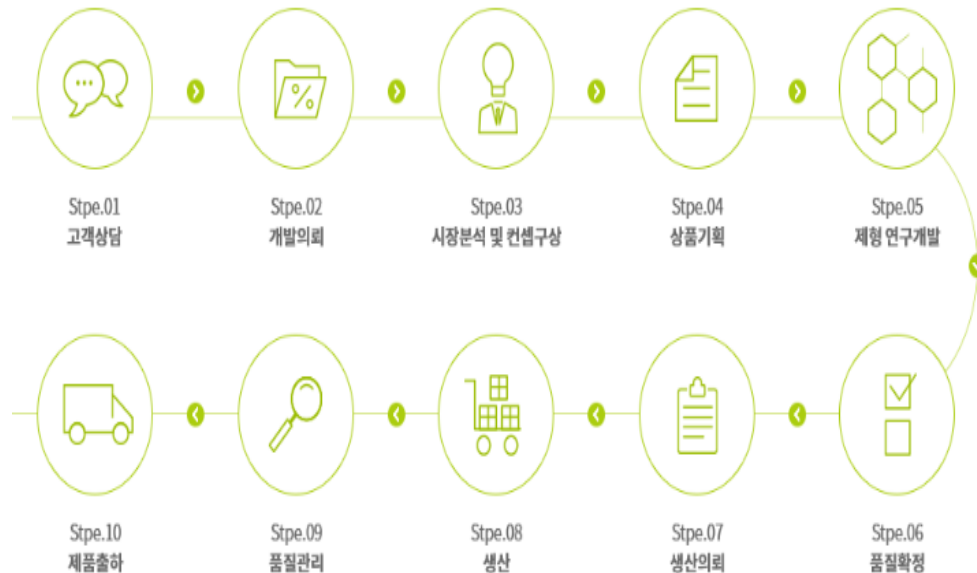 Stpe.01
고객상담
Stpe.02
개발의뢰
Stpe.03
시장분석 및 컨셉구상
Stpe.04
상품기획
Stpe.05
제형 연구개발
Stpe.06
품질확정
Stpe.07
생산의뢰
Stpe.08
생산
Stpe.09
품질관리
Stpe.10
제품출하
%